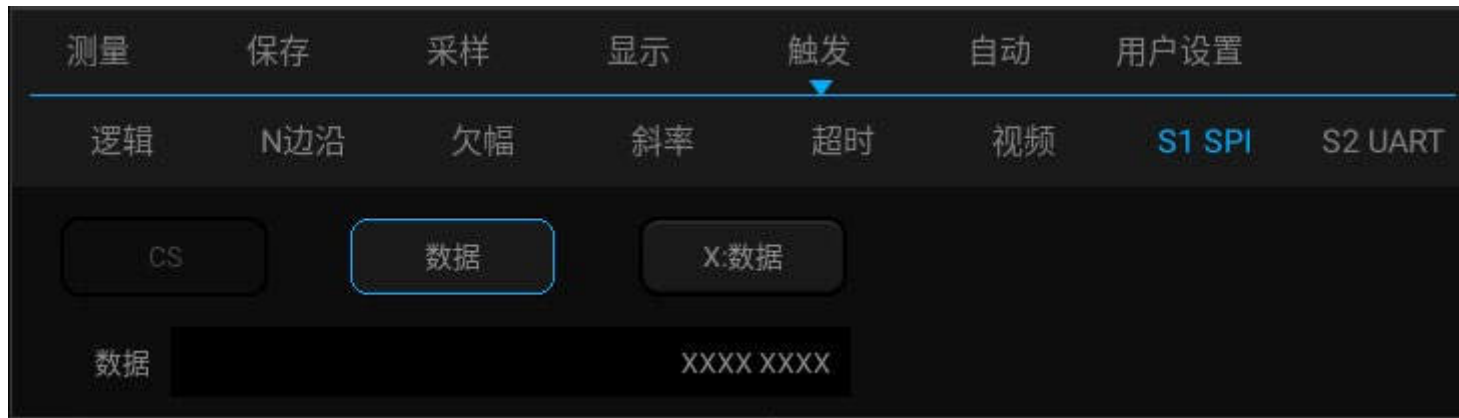 测量 保存 采样 显示 触发 自动 用户设置
逻辑 N边沿 欠幅 斜率 超时 视频 S1 SPI S2 UART
CS 数据 X:数据
数据 XXXX XXXX